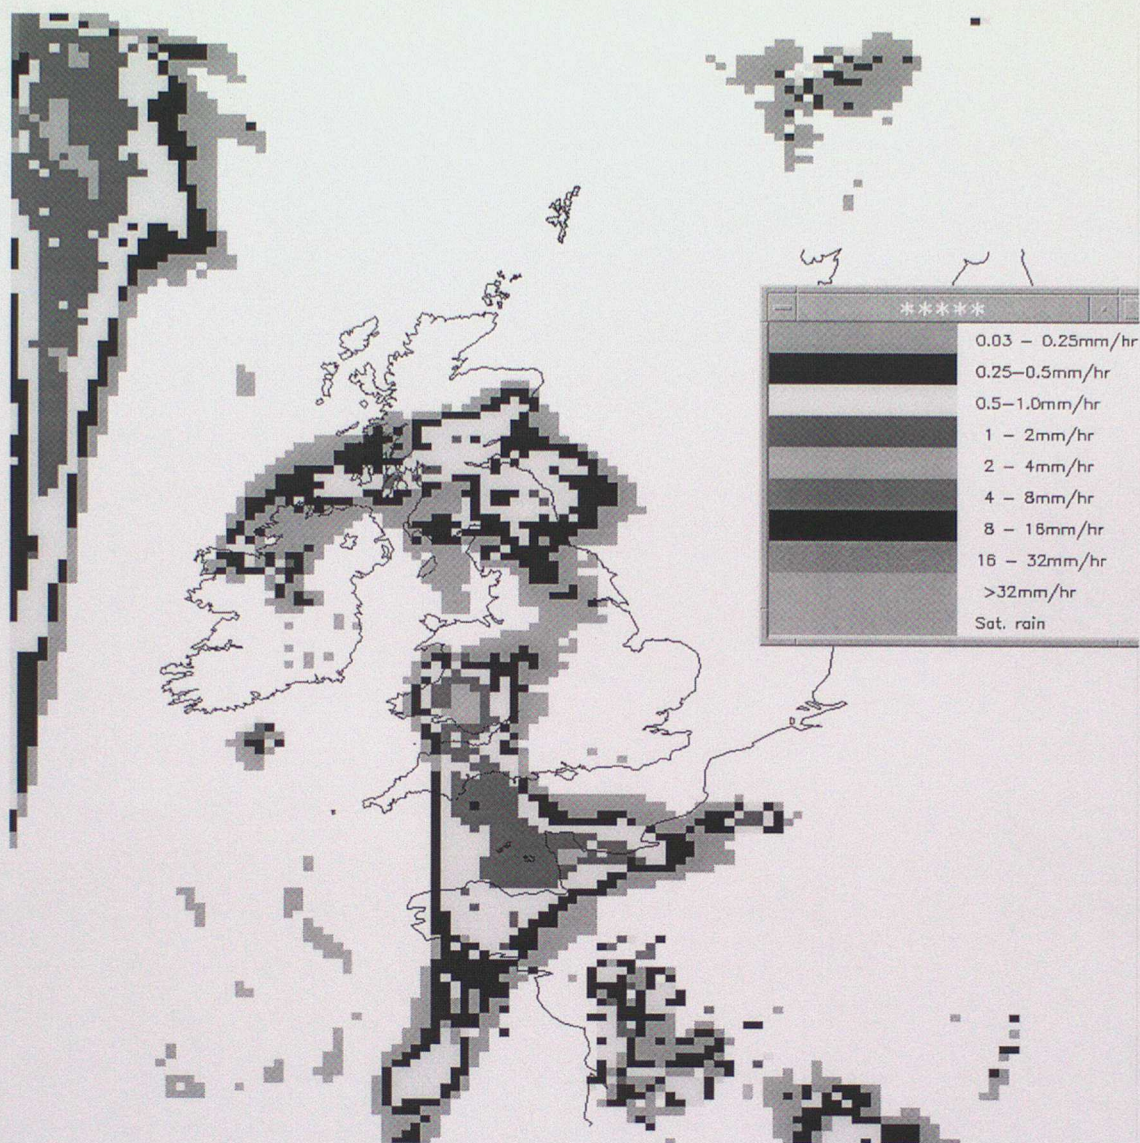 *****
0.03 - 0.25mm/hr
0.25-0.5mm/hr
0.5-1.0mm/hr
1 - 2mm/hr
2 - 4mm/hr
4 - 8mm/hr
8 - 16mm/hr
16 - 32mm/hr
>32mm/hr
Sat. rain